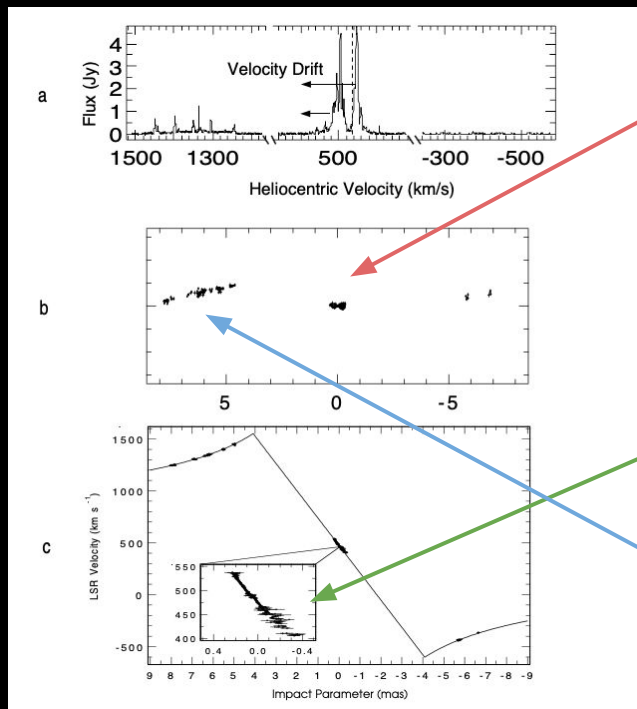 a
Flux (Jy)
4
3
2
1
0
Velocity Drift
1500 1300 500 -300 -500
Heliocentric Velocity (km/s)
b
5 0 -5
c
LSR Velocity (km s⁻¹)
1500
1000
500
0
-500
550
500
450
400
0.4 0.0 -0.4
9 8 7 6 5 4 3 2 1 0 -1 -2 -3 -4 -5 -6 -7 -8 -9
Impact Parameter (mas)